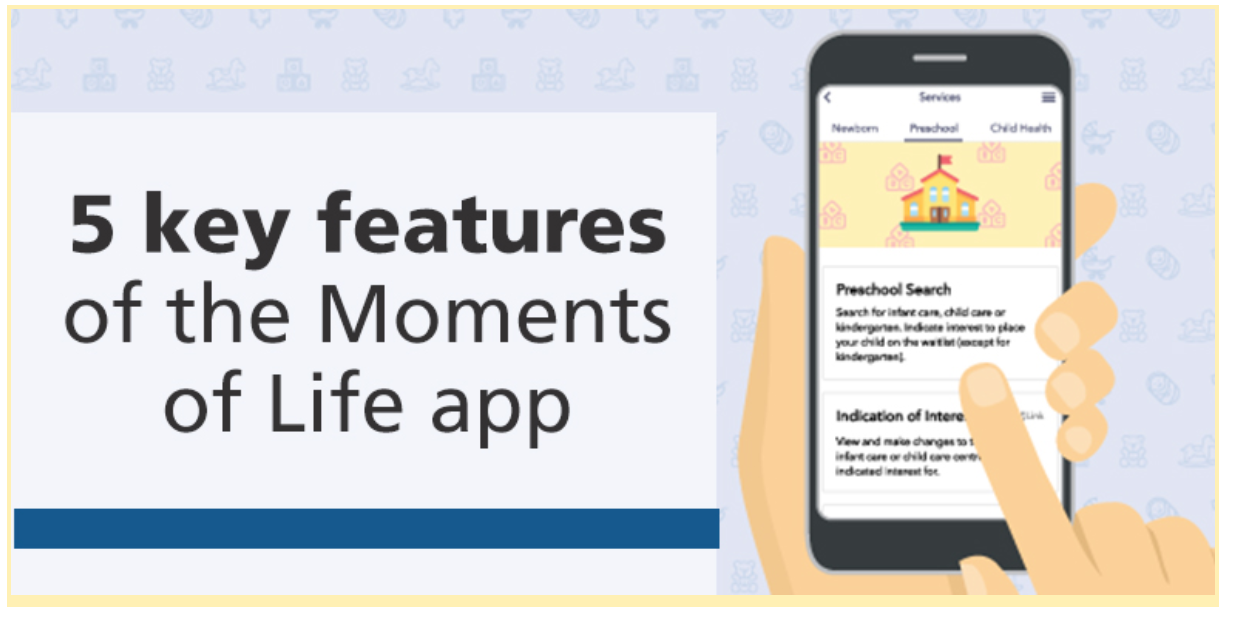 5 key features
of the Moments
of Life app
Services
Newborn Preschool Child Health
Preschool Search
Search for infant care, child care or
kindergarten. Indicate interest to place
your child on the waitlist (except for
kindergarten).
Indication of
View and make changes to
infant care or child care
indicated interest for.